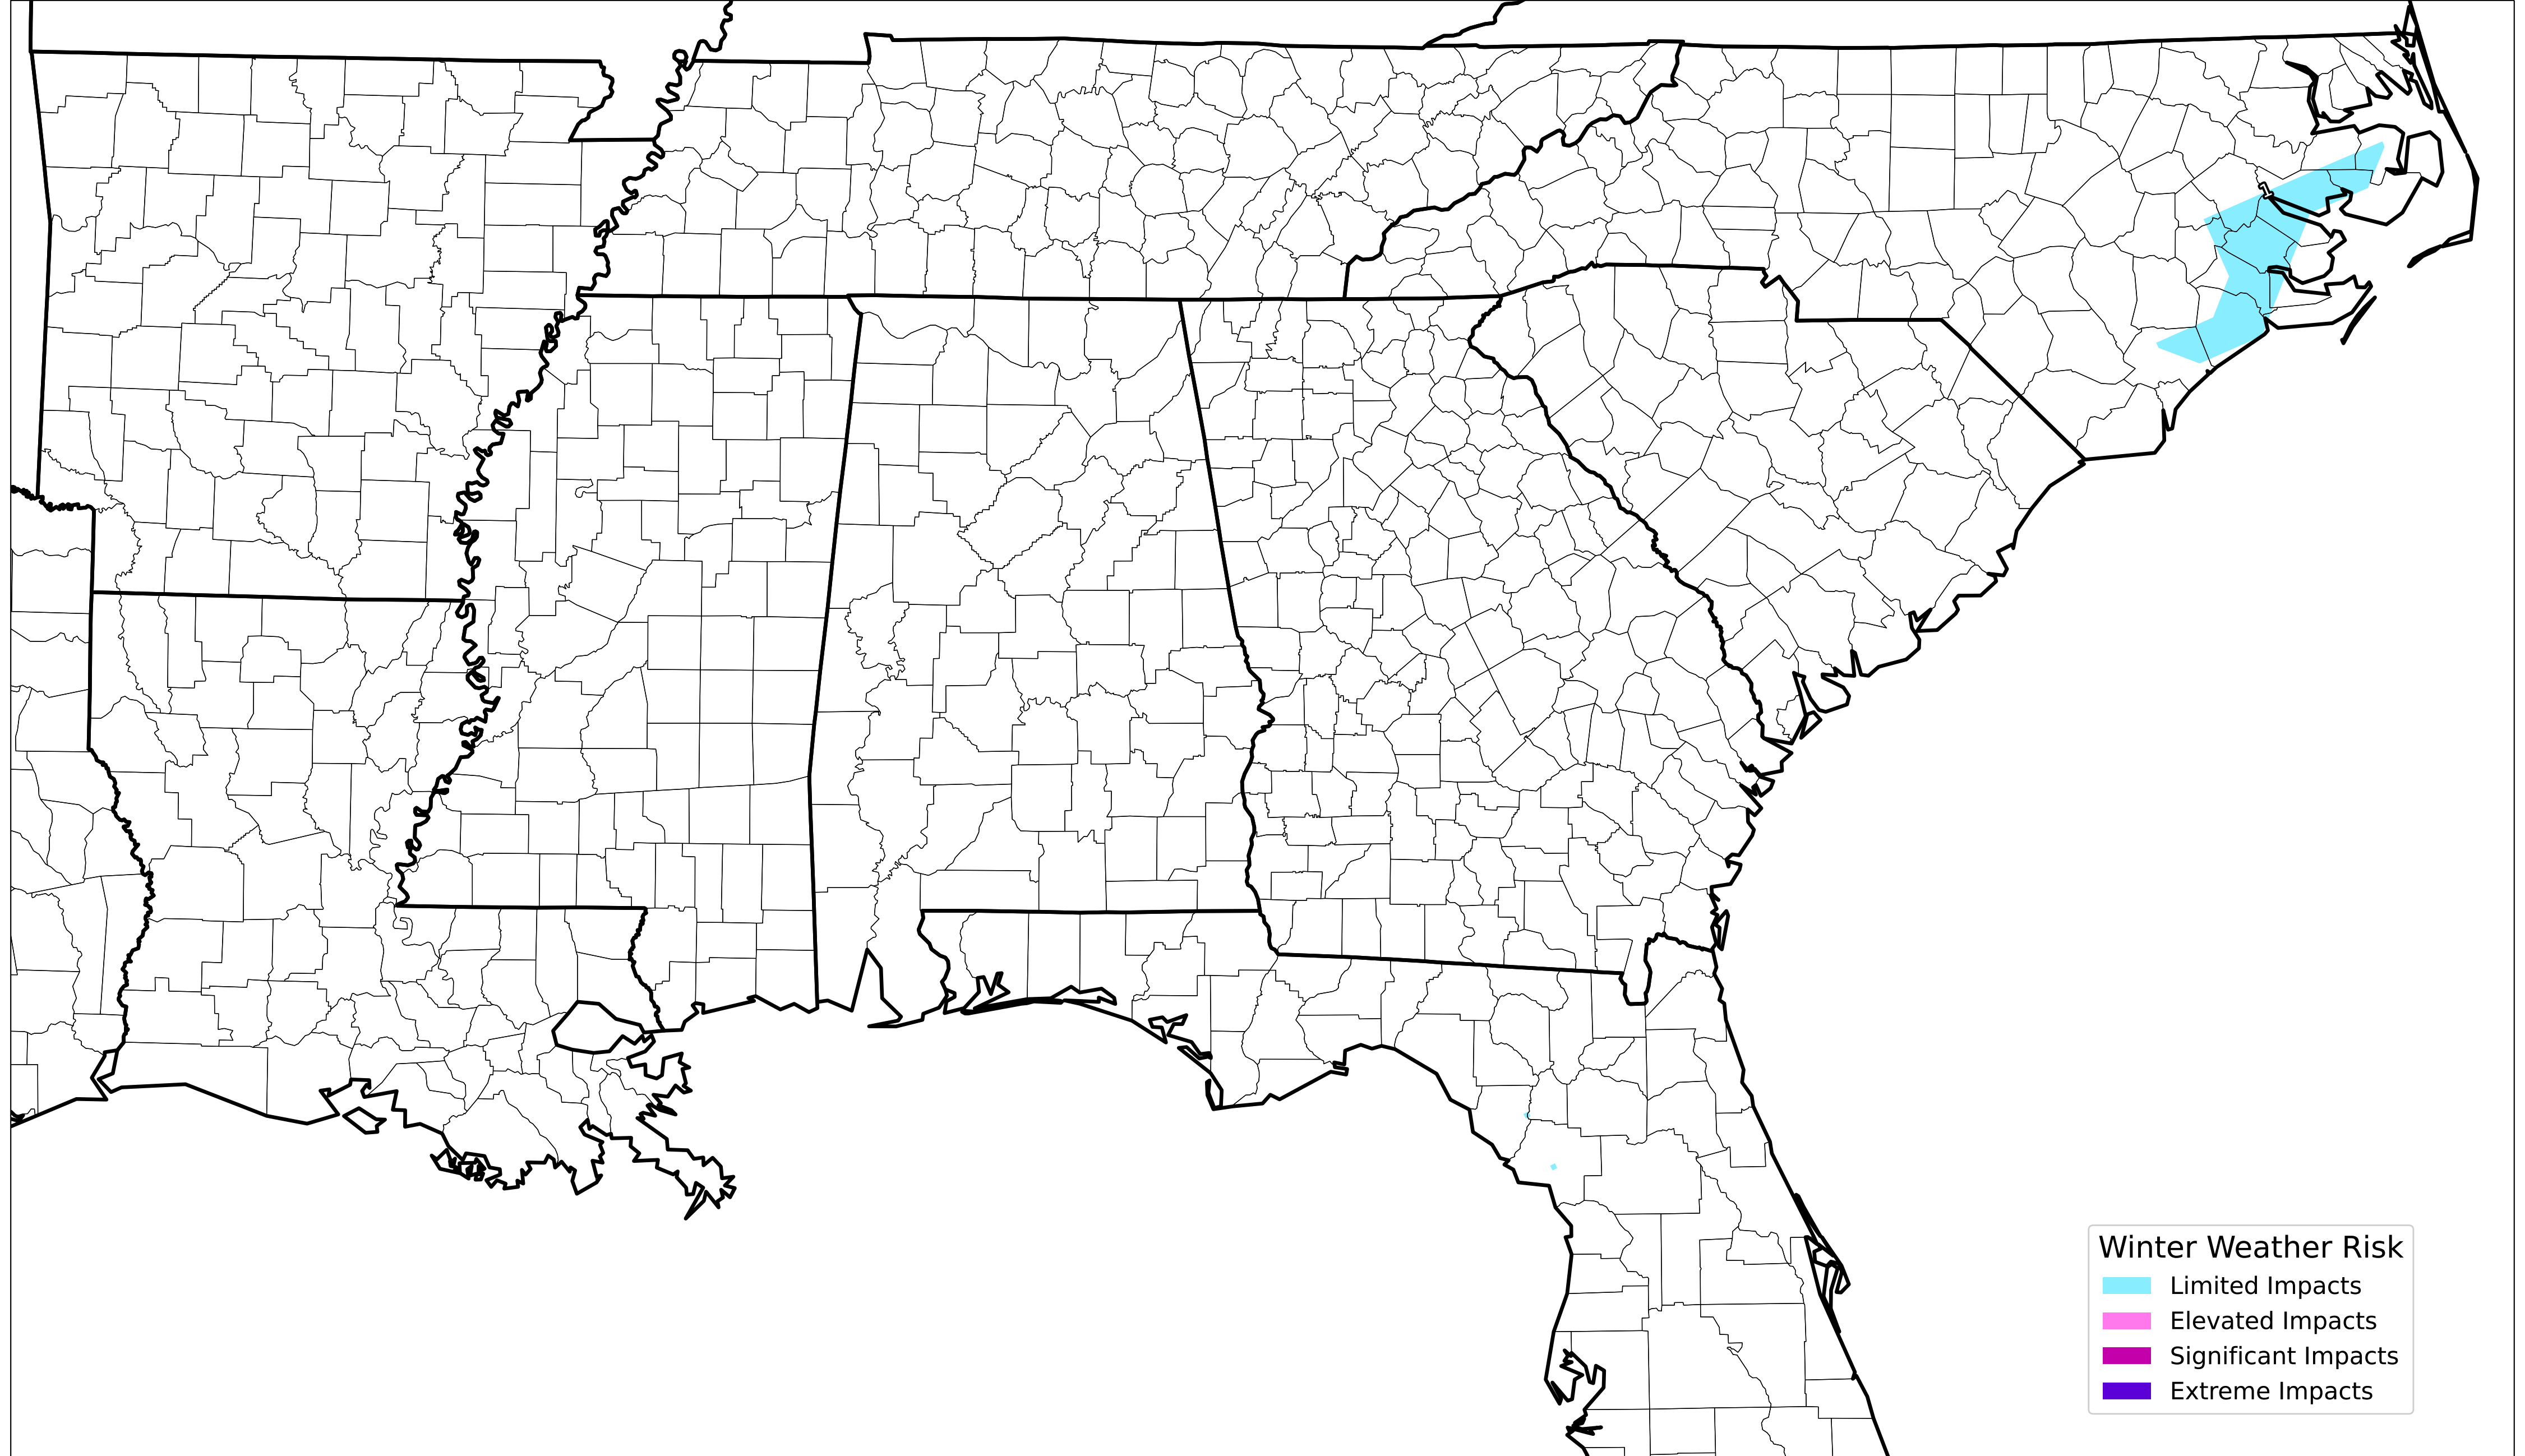 Winter Weather Risk
Limited Impacts
Elevated Impacts
Significant Impacts
Extreme Impacts